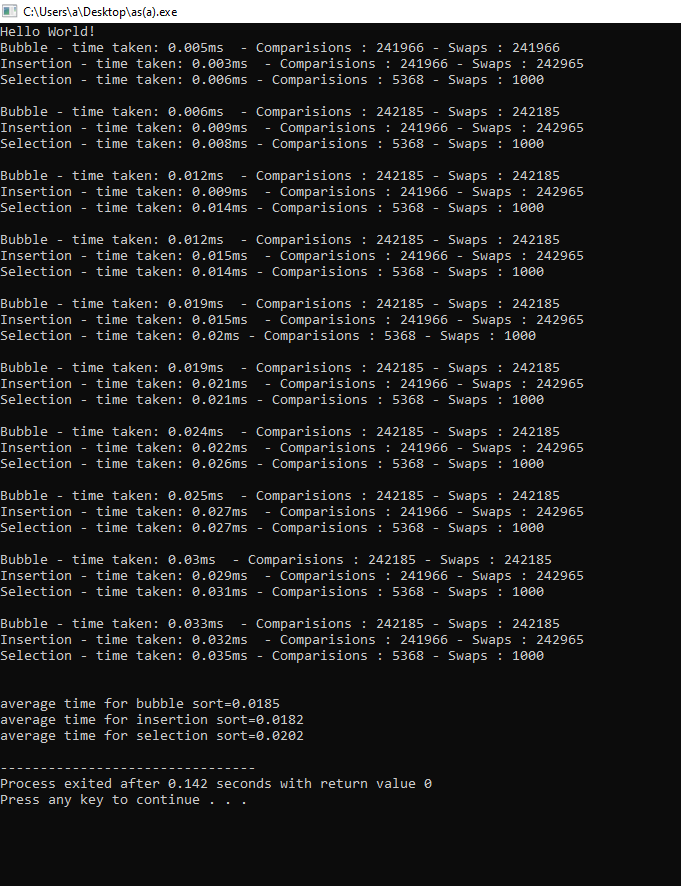 C:\Users\a\Desktop\as(a).exe
Hello World!
Bubble - time taken: 0.005ms  - Comparisions : 241966 - Swaps : 241966
Insertion - time taken: 0.003ms  - Comparisions : 241966 - Swaps : 242965
Selection - time taken: 0.006ms - Comparisions : 5368 - Swaps : 1000

Bubble - time taken: 0.006ms  - Comparisions : 242185 - Swaps : 242185
Insertion - time taken: 0.009ms  - Comparisions : 241966 - Swaps : 242965
Selection - time taken: 0.008ms - Comparisions : 5368 - Swaps : 1000

Bubble - time taken: 0.012ms  - Comparisions : 242185 - Swaps : 242185
Insertion - time taken: 0.009ms  - Comparisions : 241966 - Swaps : 242965
Selection - time taken: 0.014ms - Comparisions : 5368 - Swaps : 1000

Bubble - time taken: 0.012ms  - Comparisions : 242185 - Swaps : 242185
Insertion - time taken: 0.015ms  - Comparisions : 241966 - Swaps : 242965
Selection - time taken: 0.014ms - Comparisions : 5368 - Swaps : 1000

Bubble - time taken: 0.019ms  - Comparisions : 242185 - Swaps : 242185
Insertion - time taken: 0.015ms  - Comparisions : 241966 - Swaps : 242965
Selection - time taken: 0.02ms - Comparisions : 5368 - Swaps : 1000

Bubble - time taken: 0.019ms  - Comparisions : 242185 - Swaps : 242185
Insertion - time taken: 0.021ms  - Comparisions : 241966 - Swaps : 242965
Selection - time taken: 0.021ms - Comparisions : 5368 - Swaps : 1000

Bubble - time taken: 0.024ms  - Comparisions : 242185 - Swaps : 242185
Insertion - time taken: 0.022ms  - Comparisions : 241966 - Swaps : 242965
Selection - time taken: 0.026ms - Comparisions : 5368 - Swaps : 1000

Bubble - time taken: 0.025ms  - Comparisions : 242185 - Swaps : 242185
Insertion - time taken: 0.027ms  - Comparisions : 241966 - Swaps : 242965
Selection - time taken: 0.027ms - Comparisions : 5368 - Swaps : 1000

Bubble - time taken: 0.03ms  - Comparisions : 242185 - Swaps : 242185
Insertion - time taken: 0.029ms  - Comparisions : 241966 - Swaps : 242965
Selection - time taken: 0.031ms - Comparisions : 5368 - Swaps : 1000

Bubble - time taken: 0.033ms  - Comparisions : 242185 - Swaps : 242185
Insertion - time taken: 0.032ms  - Comparisions : 241966 - Swaps : 242965
Selection - time taken: 0.035ms - Comparisions : 5368 - Swaps : 1000

average time for bubble sort=0.0185
average time for insertion sort=0.0182
average time for selection sort=0.0202

--------------------------------
Process exited after 0.142 seconds with return value 0
Press any key to continue . . .